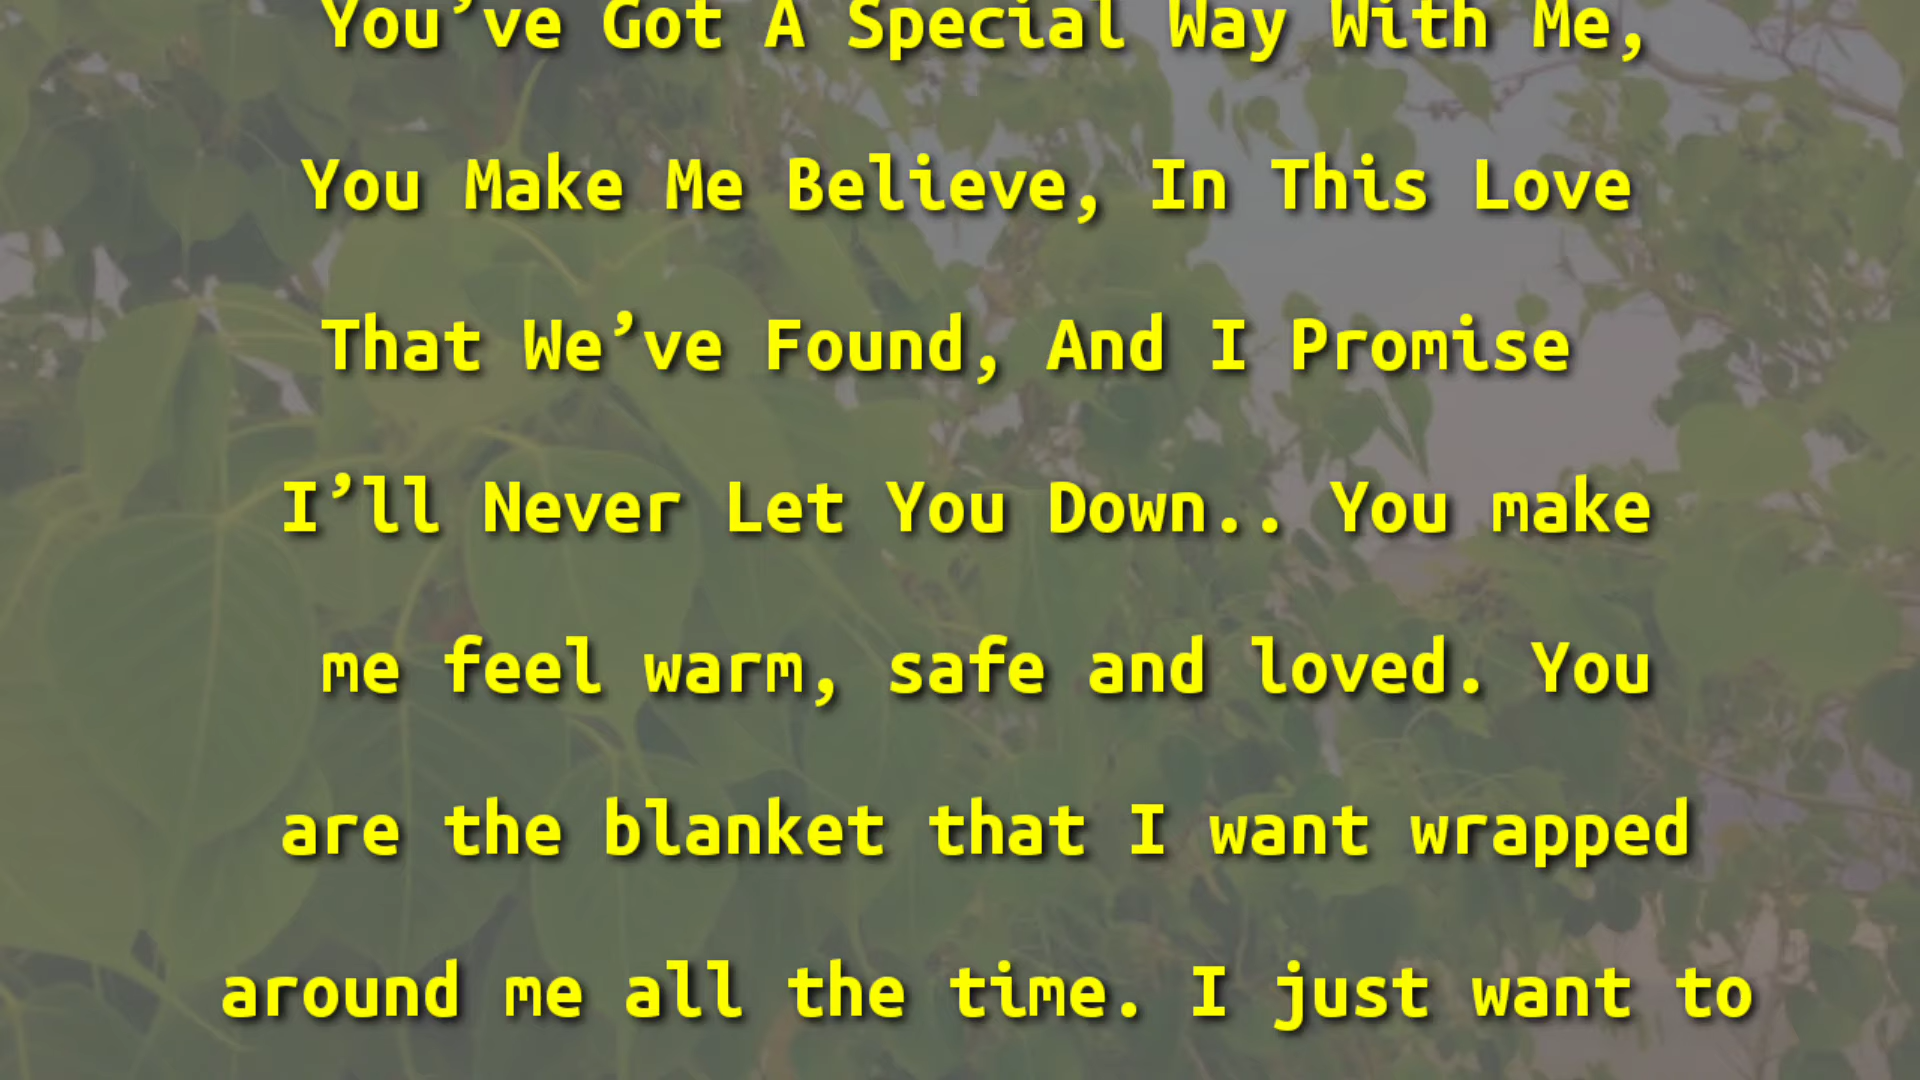 You’ve Got A Special Way With Me,
You Make Me Believe, In This Love
That We’ve Found, And I Promise
I’ll Never Let You Down.. You make
me feel warm, safe and loved. You
are the blanket that I want wrapped
around me all the time. I just want to